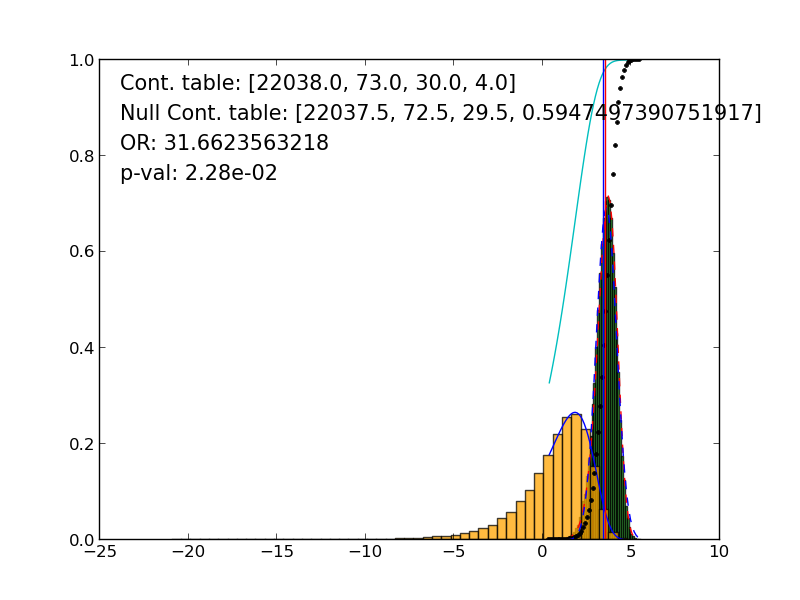 Cont. table: [22038.0, 73.0, 30.0, 4.0]
Null Cont. table: [22037.5, 72.5, 29.5, 0.5947497390751917]
OR: 31.6623563218
p-val: 2.28e-02
1.0
0.8
0.6
0.4
0.2
0.0
−25 −20 −15 −10 −5 0 5 10